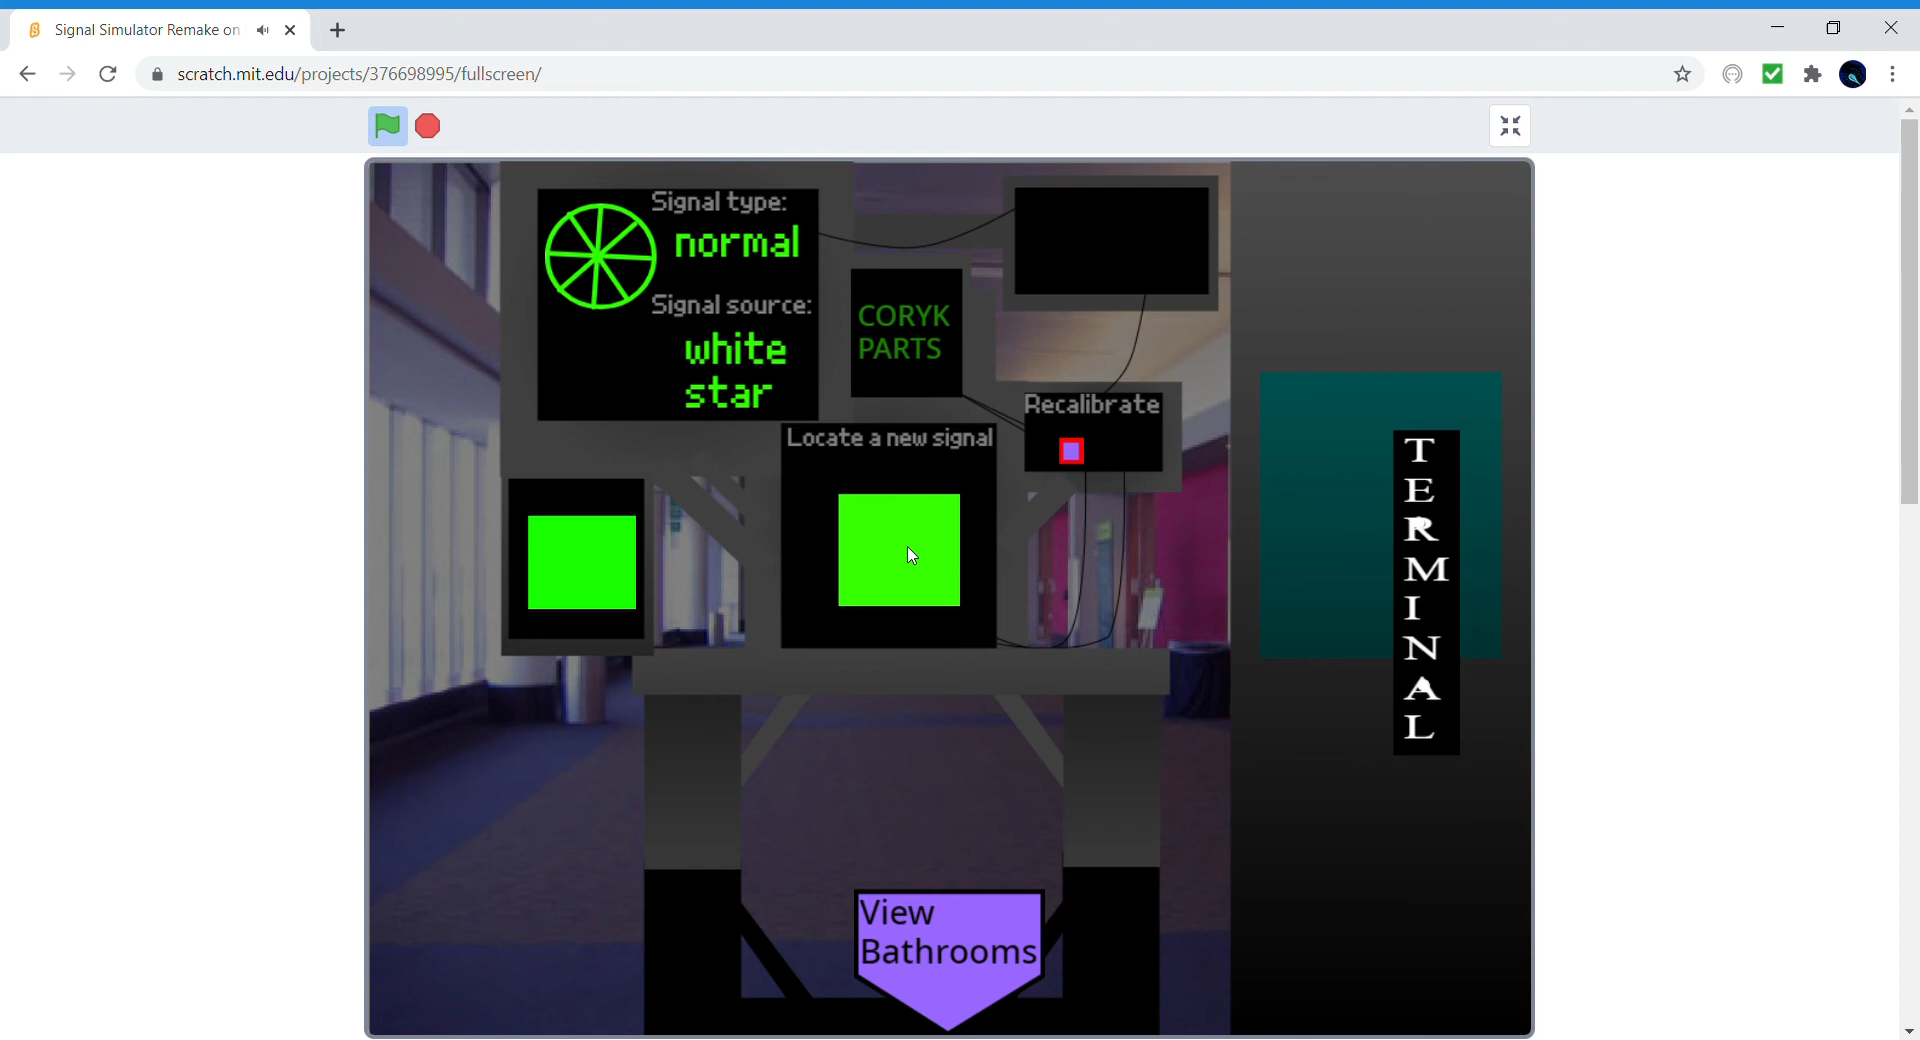 Signal Simulator Remake on
scratch.mit.edu/projects/376698995/fullscreen/
Signal type:
normal
Signal source:
white
star
CORYK
PARTS
Recalibrate
Locate a new signal
TERMINAL
View
Bathrooms